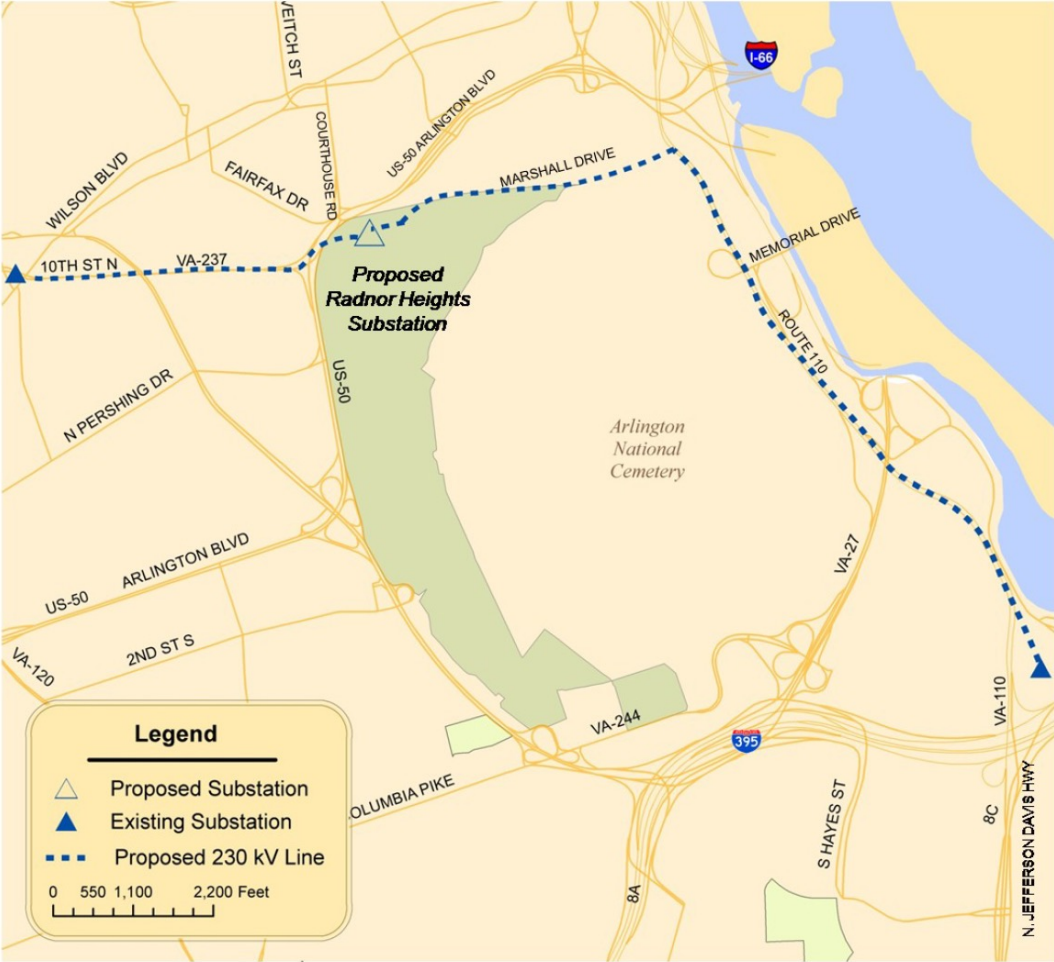 VEITCH ST
I-66
COURTHOUSE RD
US-50 ARLINGTON BLVD
WILSON BLVD
FAIRFAX DR
MARSHALL DRIVE
MEMORIAL DRIVE
10TH ST N
VA-237
Proposed
Radnor Heights
Substation
ROUTE 110
US-50
N PERSHING DR
Arlington
National
Cemetery
VA-27
ARLINGTON BLVD
US-50
2ND ST S
VA-120
VA-110
VA-244
395
OLUMBIA PIKE
S HAYES ST
8C
8A
N. JEFFERSON DAVIS HWY
Legend
Proposed Substation
Existing Substation
Proposed 230 kV Line
0 550 1,100 2,200 Feet